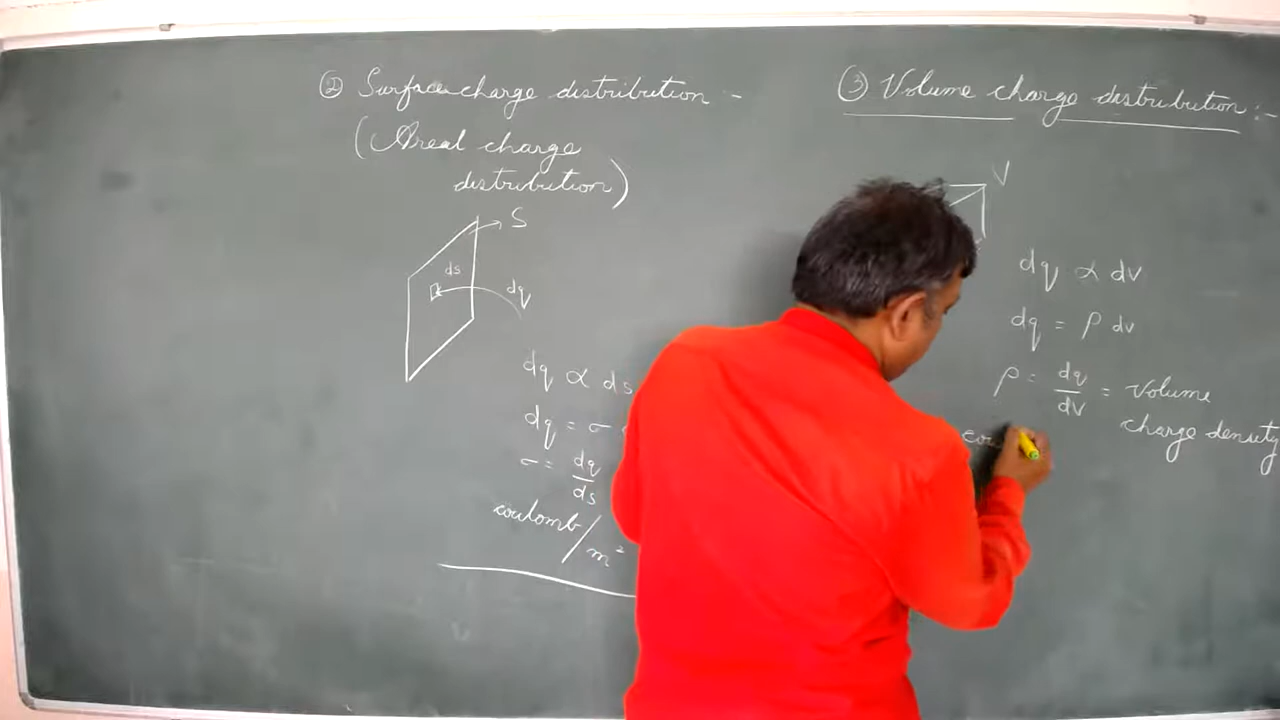 ② Surface charge distribution :-
(Areal charge
distribution)
S
ds
dq
dq ∝ ds
dq = σ
σ = dq/ds
coulomb/m²
③ Volume charge distribution :-
V
dq ∝ dv
dq = ρ dv
ρ = dq/dv = Volume
charge density
cou